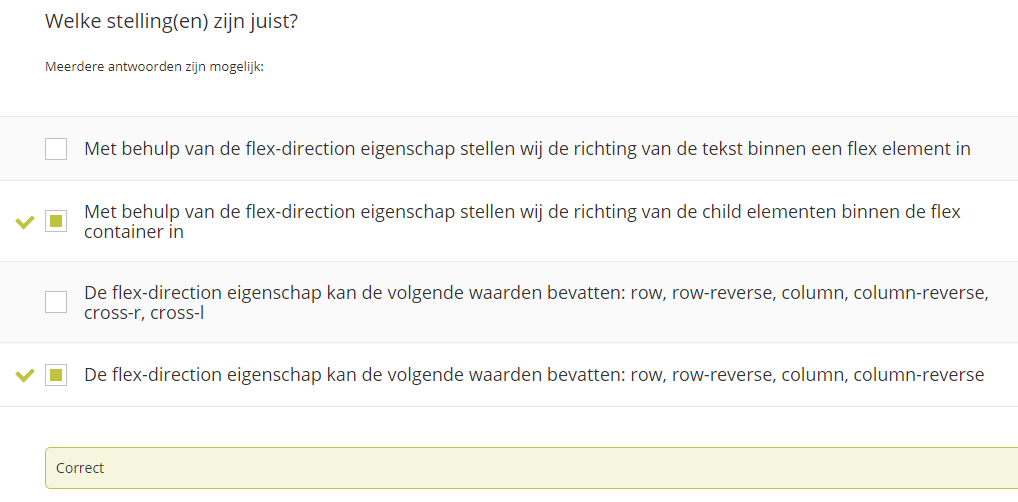 Welke stelling(en) zijn juist?
Meerdere antwoorden zijn mogelijk:
Met behulp van de flex-direction eigenschap stellen wij de richting van de tekst binnen een flex element in
Met behulp van de flex-direction eigenschap stellen wij de richting van de child elementen binnen de flex
container in
De flex-direction eigenschap kan de volgende waarden bevatten: row, row-reverse, column, column-reverse,
cross-r, cross-l
De flex-direction eigenschap kan de volgende waarden bevatten: row, row-reverse, column, column-reverse
Correct